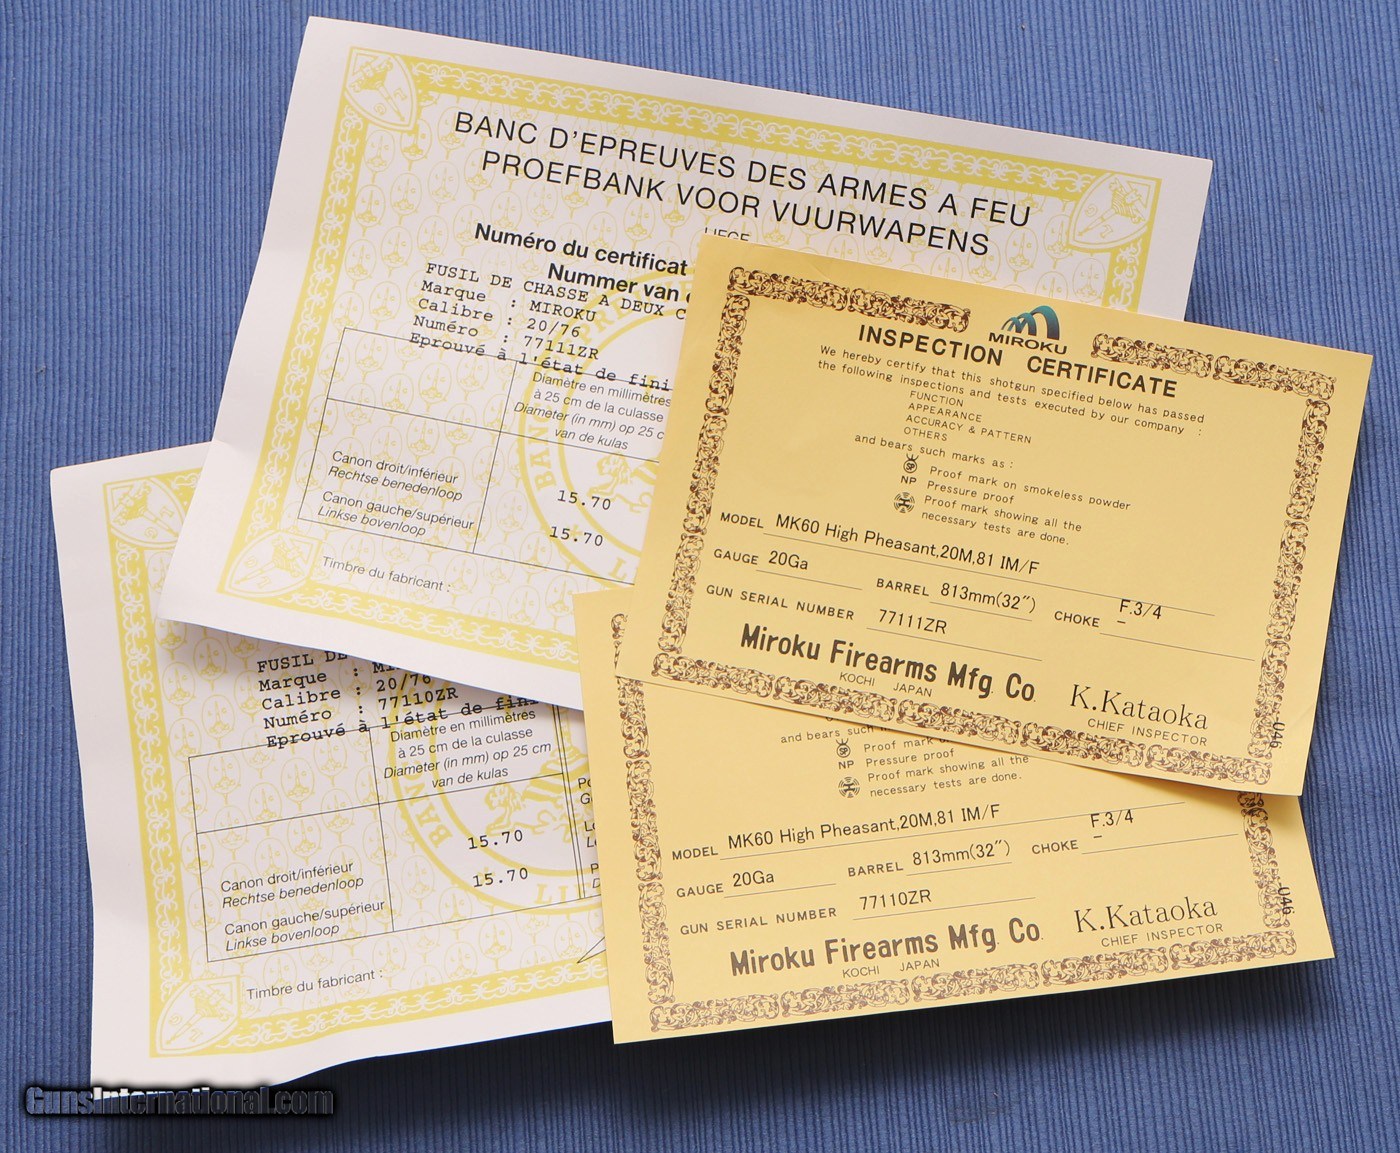 BANC D'EPREUVES DES ARMES A FEU
PROEFBANK VOOR VUURWAPENS
LIEGE
Numéro du certificat
Nummer van
FUSIL DE CHASSE A DEUX C
Marque : MIROKU
Calibre : 20/76
Numéro : 77111ZR
Eprouvé à l'état de fini
Diamètre en millimètres
à 25 cm de la culasse
Diameter (in mm) op 25 c
van de kulas
Canon droit/inférieur
Rechtse benedenloop
15.70
Canon gauche/supérieur
Linkse bovenloop
15.70
Timbre du fabricant :
MIROKU
INSPECTION CERTIFICATE
We hereby certify that this shotgun specified below has passed
the following inspections and tests executed by our company :
FUNCTION
APPEARANCE
ACCURACY & PATTERN
OTHERS
and bears such marks as :
SP Proof mark on smokeless powder
NP Pressure proof
Proof mark showing all the
necessary tests are done.
MODEL MK60 High Pheasant,20M,81 IM/F
GAUGE 20Ga BARREL 813mm(32") CHOKE F.3/4
GUN SERIAL NUMBER 77111ZR
Miroku Firearms Mfg. Co.
KOCHI JAPAN
K.Kataoka
CHIEF INSPECTOR
-046
FUSIL DE
Marque : MI
Calibre : 20/76
Numéro : 77110ZR
Eprouvé à l'état de fini
Diamètre en millimètres
à 25 cm de la culasse
Diameter (in mm) op 25 cm
van de kulas
Canon droit/inférieur
Rechtse benedenloop
15.70
Canon gauche/supérieur
Linkse bovenloop
15.70
Timbre du fabricant :
and bears such
SP Proof mark
NP Pressure proof
Proof mark showing all the
necessary tests are done.
MODEL MK60 High Pheasant,20M,81 IM/F
GAUGE 20Ga BARREL 813mm(32") CHOKE F.3/4
GUN SERIAL NUMBER 77110ZR
Miroku Firearms Mfg. Co.
KOCHI JAPAN
K.Kataoka
CHIEF INSPECTOR
-046
GunsInternational.com